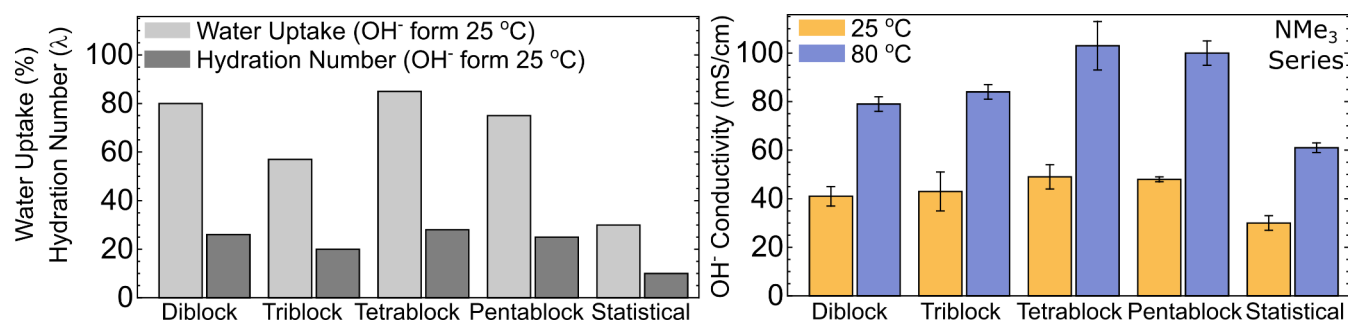 Water Uptake (%)
Hydration Number (λ)
100
80
60
40
20
0
Water Uptake (OH⁻ form 25 °C)
Hydration Number (OH⁻ form 25 °C)
Diblock Triblock Tetrablock Pentablock Statistical
OH⁻ Conductivity (mS/cm)
100
80
60
40
20
0
25 °C
80 °C
NMe₃
Series
Diblock Triblock Tetrablock Pentablock Statistical